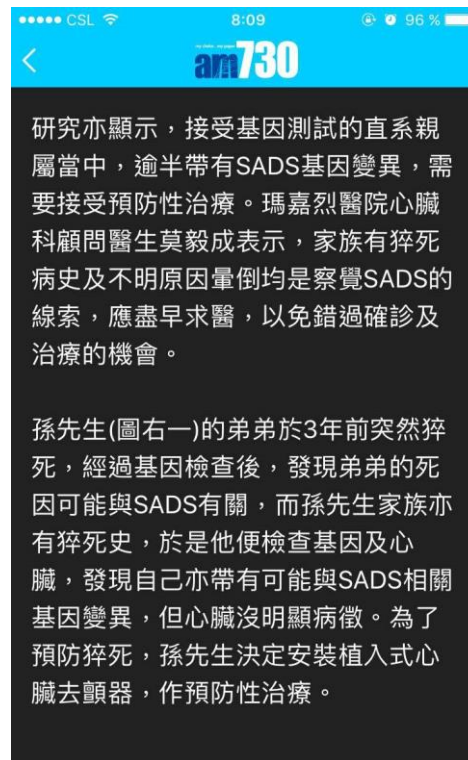 CSL 8:09 96 %
am730
研究亦顯示，接受基因測試的直系親
屬當中，逾半帶有SADS基因變異，需
要接受預防性治療。瑪嘉烈醫院心臟
科顧問醫生莫毅成表示，家族有猝死
病史及不明原因暈倒均是察覺SADS的
線索，應盡早求醫，以免錯過確診及
治療的機會。
孫先生(圖右一)的弟弟於3年前突然猝
死，經過基因檢查後，發現弟弟的死
因可能與SADS有關，而孫先生家族亦
有猝死史，於是他便檢查基因及心
臟，發現自己亦帶有可能與SADS相關
基因變異，但心臟沒明顯病徵。為了
預防猝死，孫先生決定安裝植入式心
臟去顫器，作預防性治療。